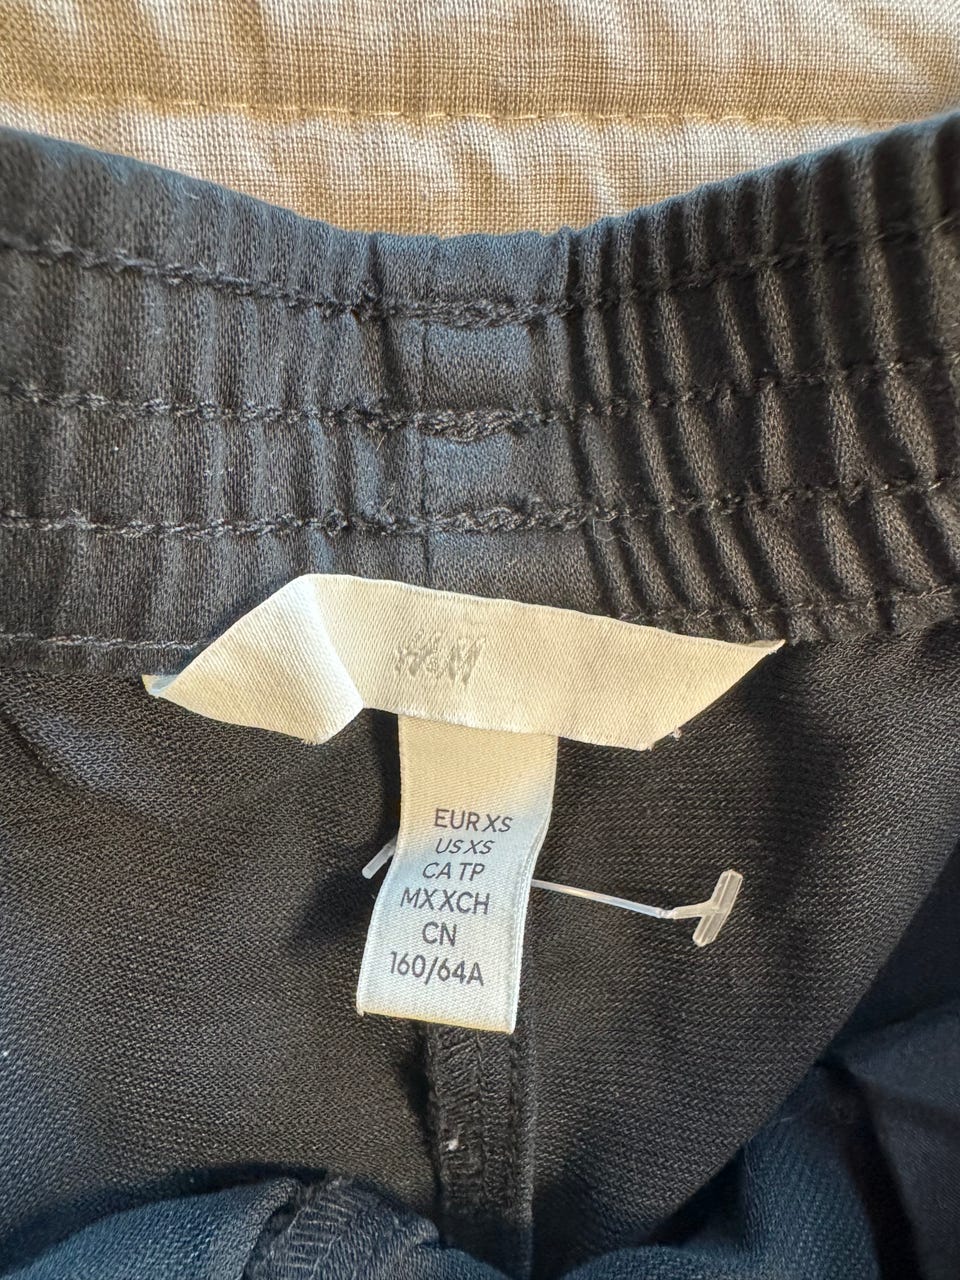 H&M
EUR XS
US XS
CA TP
MX XCH
CN
160/64A